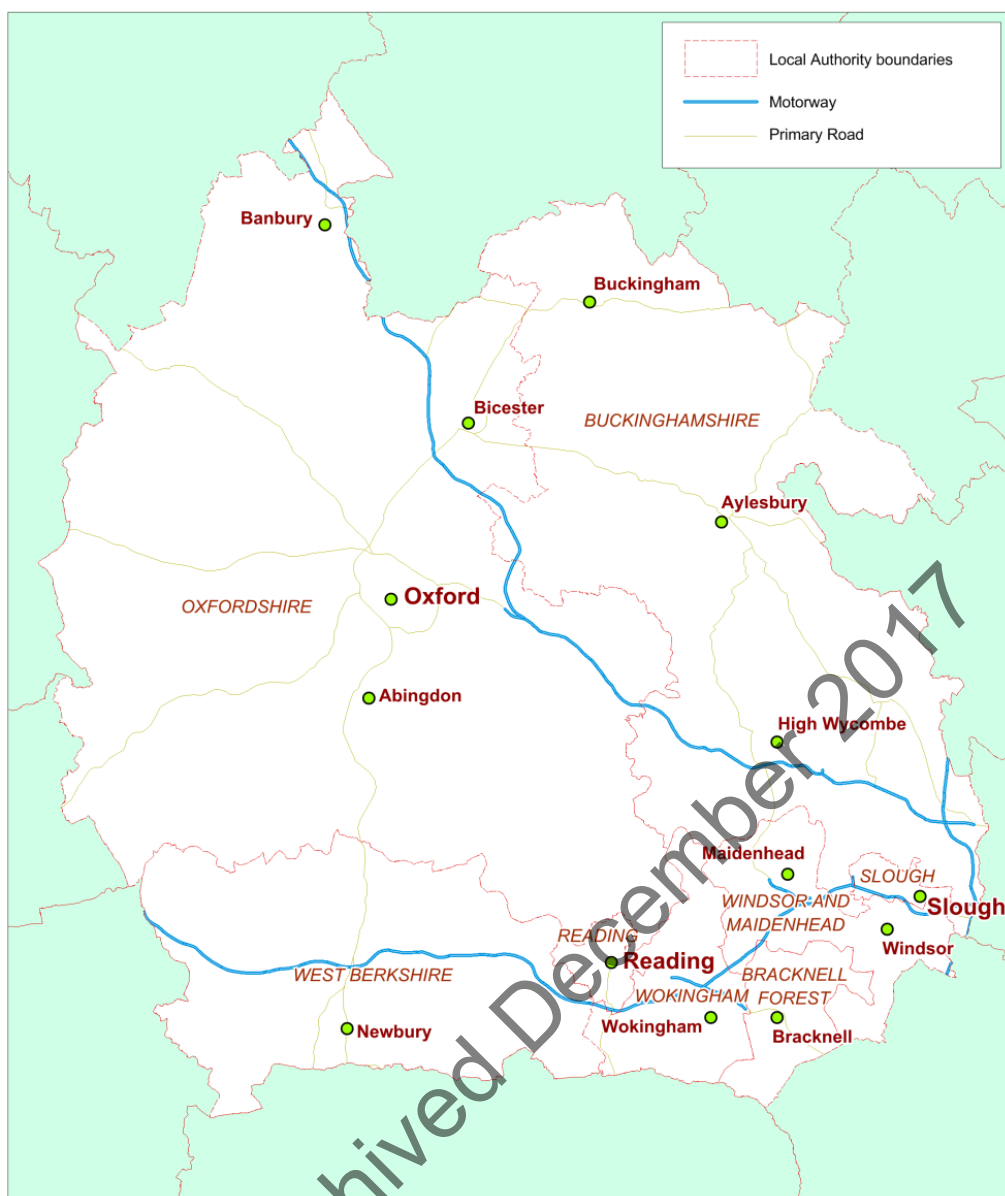 Local Authority boundaries
Motorway
Primary Road
Banbury
Buckingham
Bicester
BUCKINGHAMSHIRE
Aylesbury
OXFORDSHIRE
Oxford
Abingdon
High Wycombe
Maidenhead
SLOUGH
WINDSOR AND
MAIDENHEAD
Slough
Windsor
READING
Reading
WEST BERKSHIRE
BRACKNELL
FOREST
WOKINGHAM
Wokingham
Bracknell
Newbury
hived December 2017